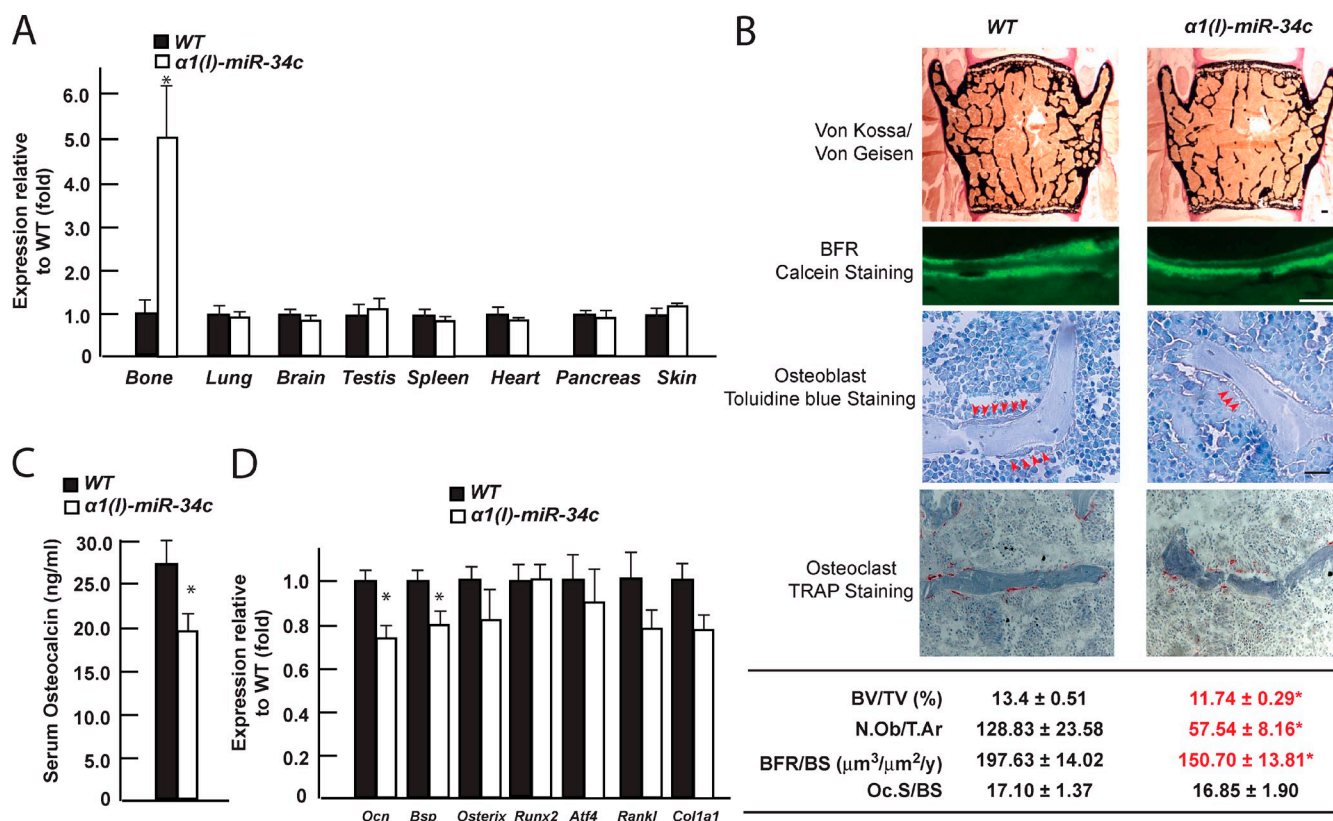 A
WT
α1(I)-miR-34c
Expression relative
to WT (fold)
6.0
5.0
4.0
3.0
2.0
1.0
0
*
Bone Lung Brain Testis Spleen Heart Pancreas Skin
B
WT α1(I)-miR-34c
Von Kossa/
Von Geisen
BFR
Calcein Staining
Osteoblast
Toluidine blue Staining
Osteoclast
TRAP Staining
BV/TV (%) 13.4 ± 0.51 11.74 ± 0.29*
N.Ob/T.Ar 128.83 ± 23.58 57.54 ± 8.16*
BFR/BS (μm³/μm²/y) 197.63 ± 14.02 150.70 ± 13.81*
Oc.S/BS 17.10 ± 1.37 16.85 ± 1.90
C
WT
α1(I)-miR-34c
Serum Osteocalcin (ng/ml)
30.0
25.0
20.0
15.0
10.0
5.0
0
*
D
WT
α1(I)-miR-34c
Expression relative
to WT (fold)
1.0
0.8
0.6
0.4
0.2
0
* *
Ocn Bsp Osterix Runx2 Atf4 Rankl Col1a1